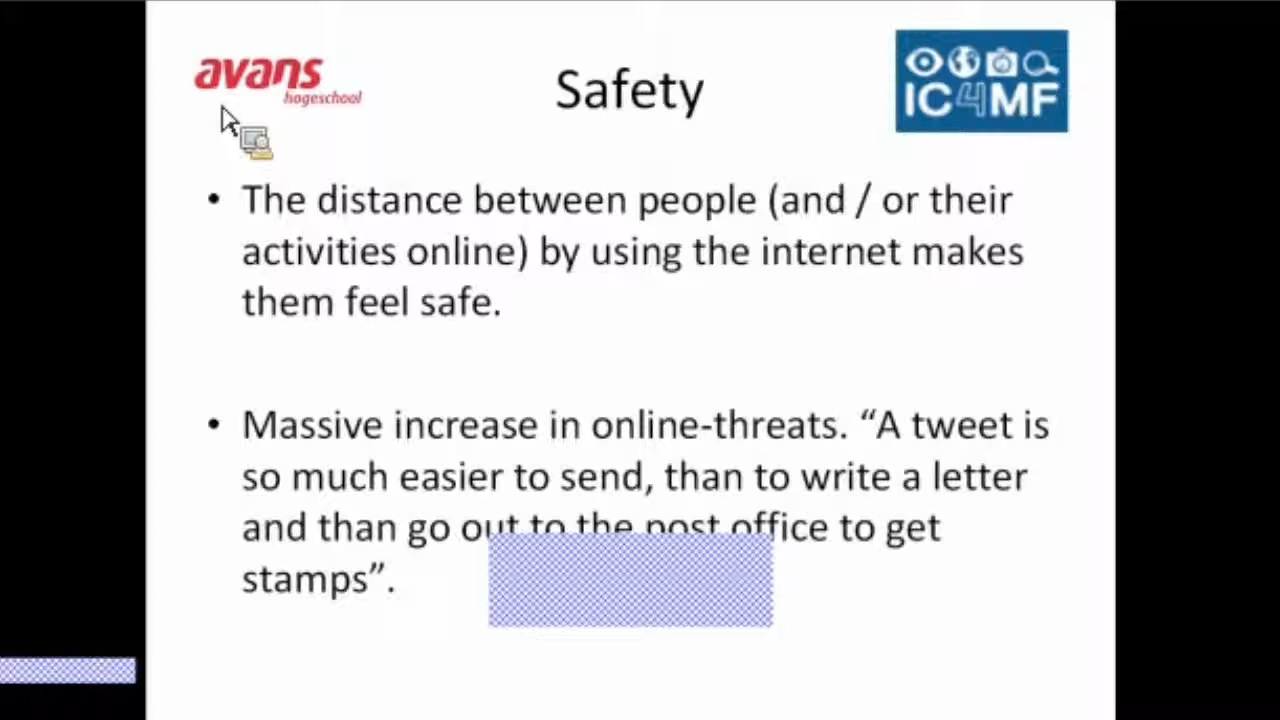 avans
hogeschool
Safety
IC4MF
• The distance between people (and / or their
activities online) by using the internet makes
them feel safe.
• Massive increase in online-threats. “A tweet is
so much easier to send, than to write a letter
and than go out to the post office to get
stamps”.